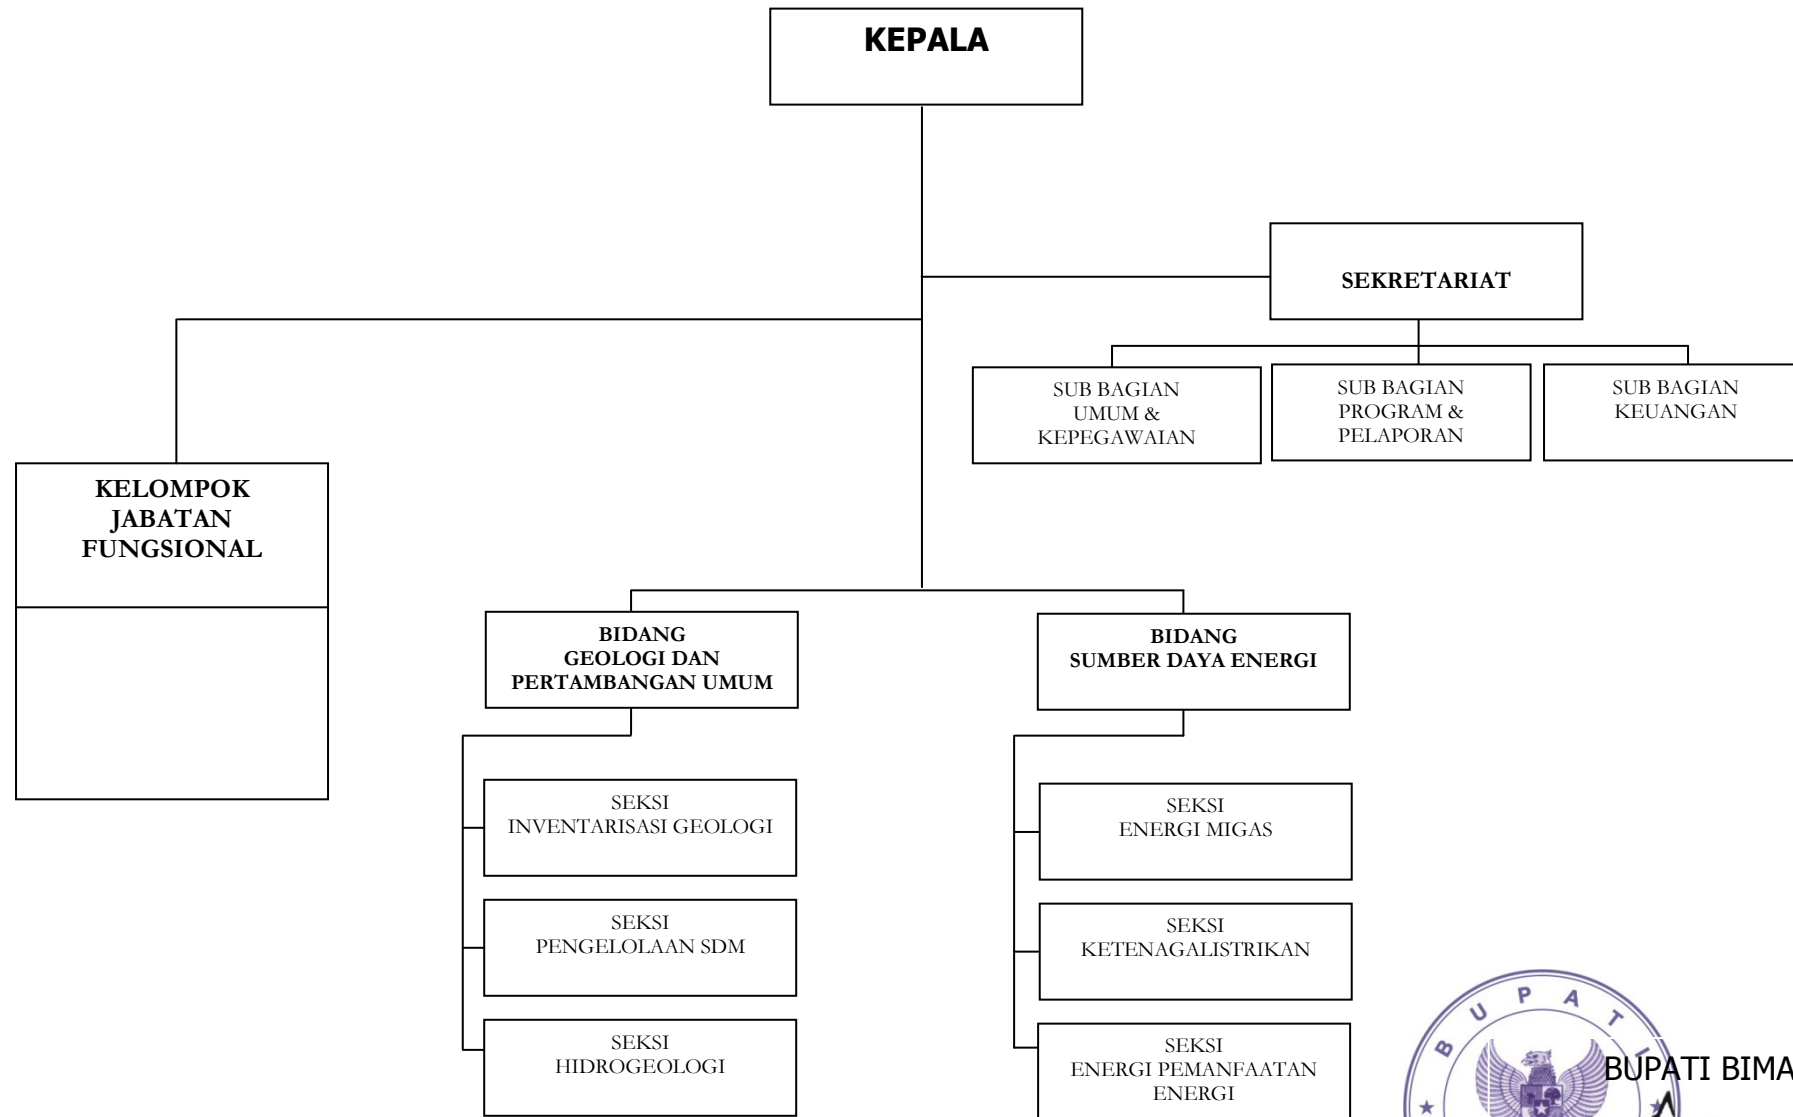 KEPALA
SEKRETARIAT
SUB BAGIAN
UMUM &
KEPEGAWAIAN
SUB BAGIAN
PROGRAM &
PELAPORAN
SUB BAGIAN
KEUANGAN
KELOMPOK
JABATAN
FUNGSIONAL
BIDANG
GEOLOGI DAN
PERTAMBANGAN UMUM
BIDANG
SUMBER DAYA ENERGI
SEKSI
INVENTARISASI GEOLOGI
SEKSI
PENGELOLAAN SDM
SEKSI
HIDROGEOLOGI
SEKSI
ENERGI MIGAS
SEKSI
KETENAGALISTRIKAN
SEKSI
ENERGI PEMANFAATAN
ENERGI
BUPATI
BUPATI BIMA